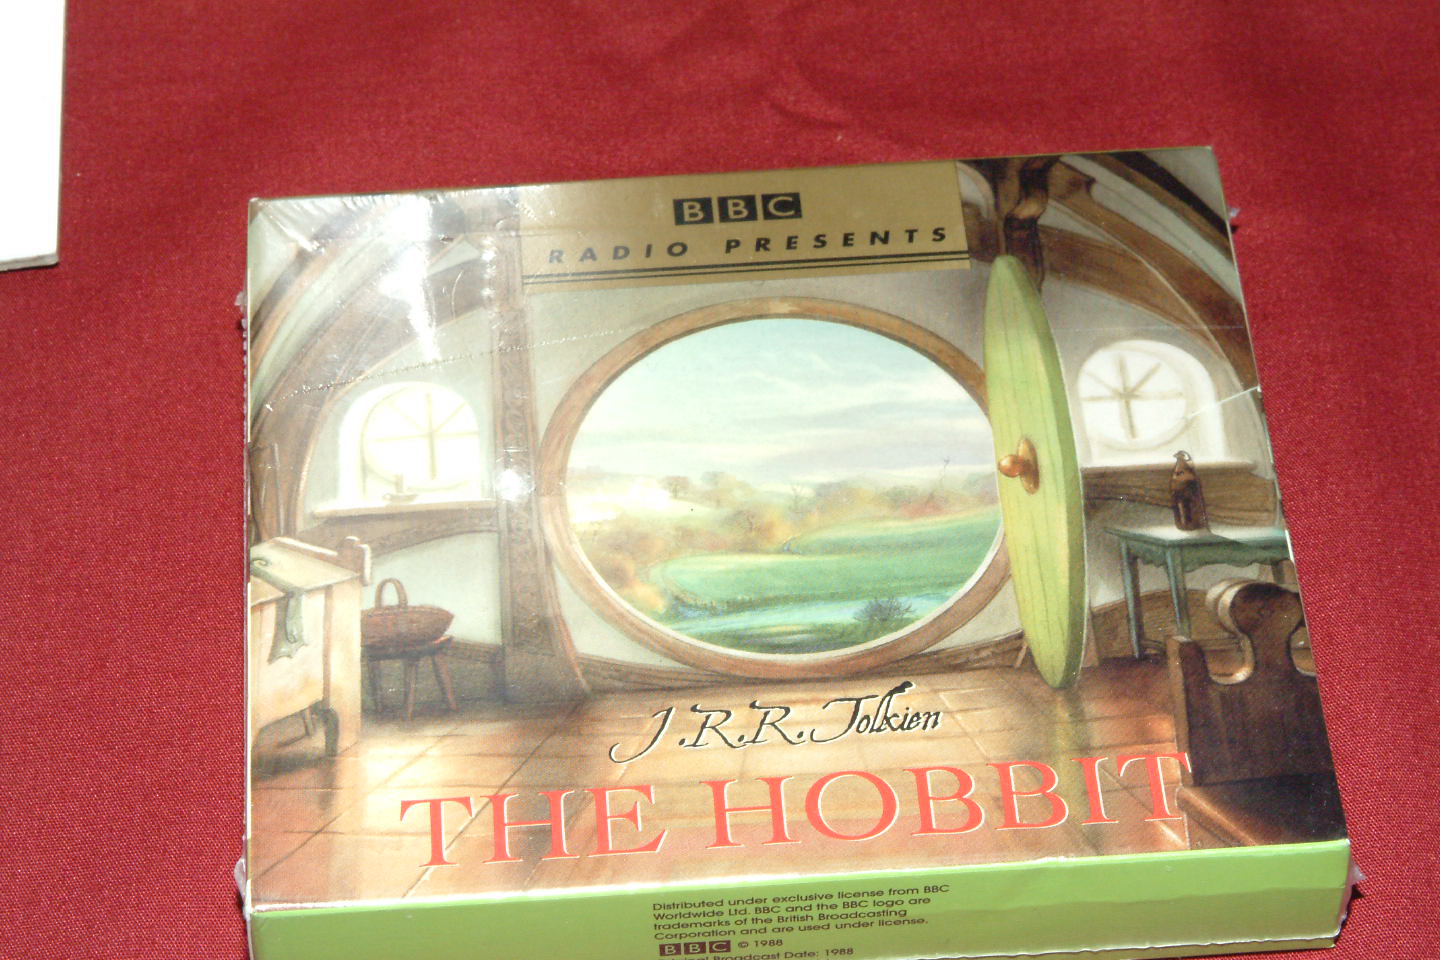 BBC
RADIO PRESENTS
J.R.R. Tolkien
THE HOBBIT
Distributed under exclusive license from BBC
Worldwide Ltd. BBC and the BBC logo are
trademarks of the British Broadcasting
Corporation and are used under license.
BBC © 1988
Broadcast Date: 1988